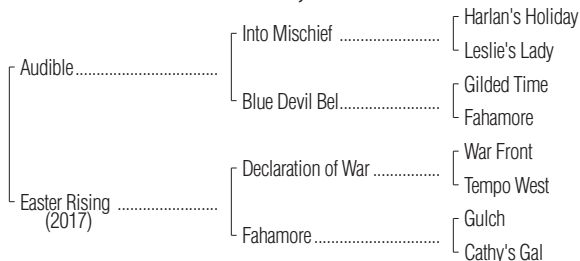 Harlan's Holiday
Into Mischief
Leslie's Lady
Audible
Gilded Time
Blue Devil Bel
Fahamore
War Front
Declaration of War
Tempo West
Easter Rising
(2017)
Gulch
Fahamore
Cathy's Gal